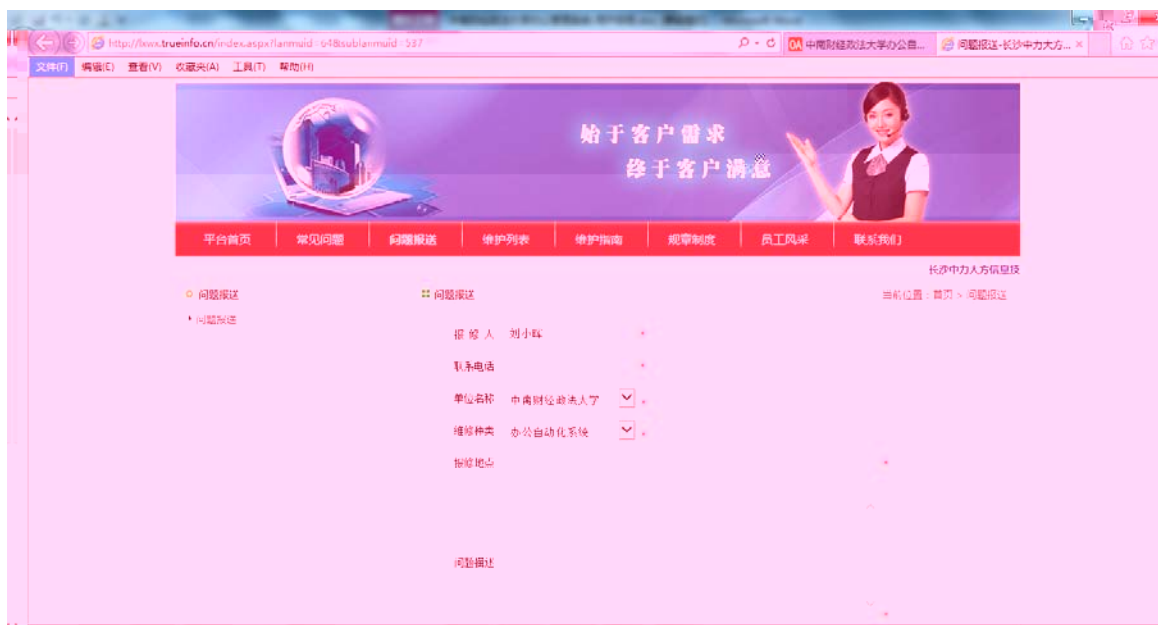 http://lxwx.trueinfo.cn/index.aspx?lanmuid=64&sublanmuid=537
中南财经政法大学办公自...
问题报送-长沙中力大方...
文件(F) 编辑(E) 查看(V) 收藏夹(A) 工具(T) 帮助(H)
始于客户需求
终于客户满意
平台首页 常见问题 问题报送 维护列表 维护指南 规章制度 员工风采 联系我们
长沙中力大方信息技
问题报送
问题报送
当前位置：首页 > 问题报送
问题报送
报 修 人 刘小晖 *
联系电话 *
单位名称 中南财经政法大学 *
维修种类 办公自动化系统 *
报修地点 *
问题描述 *